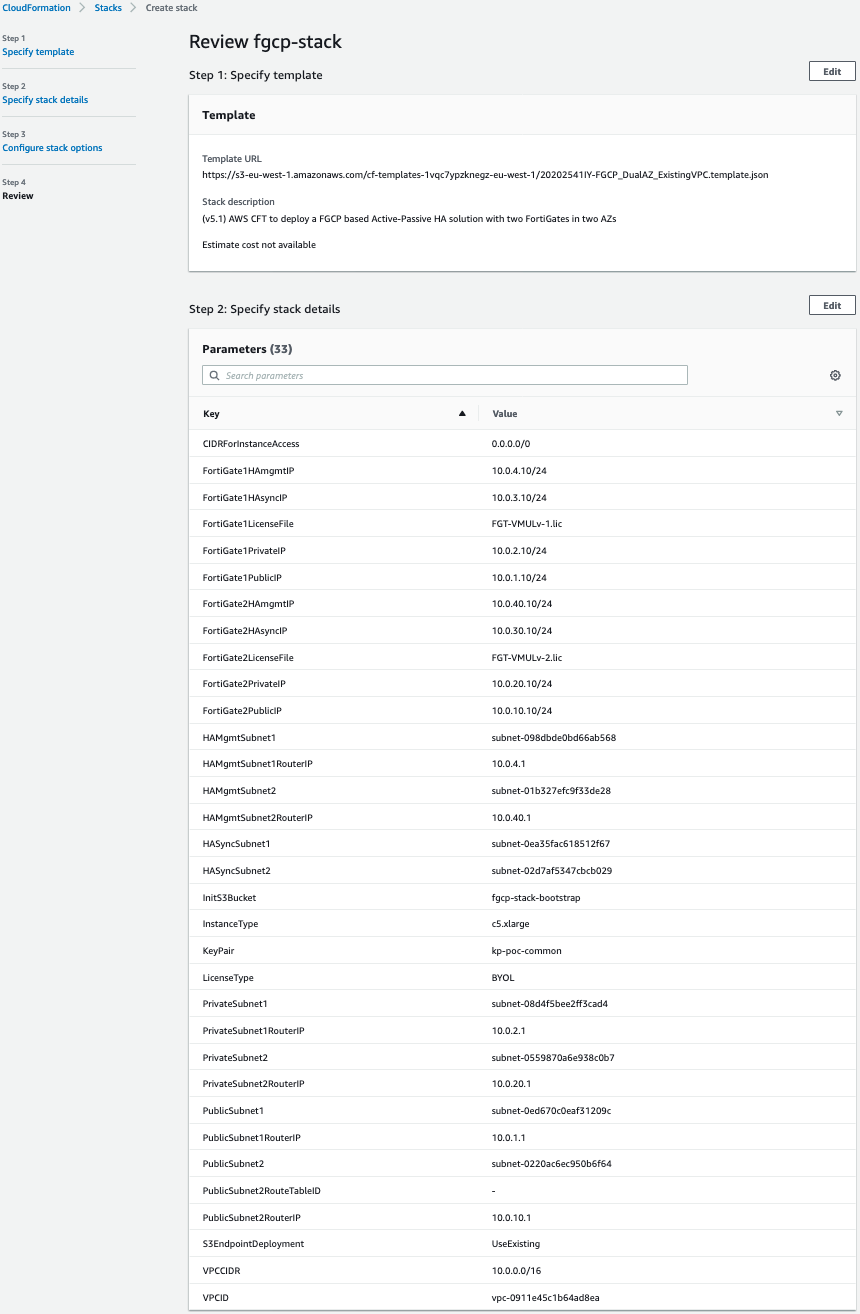 CloudFormation > Stacks > Create stack
Step 1
Specify template
Step 2
Specify stack details
Step 3
Configure stack options
Step 4
Review
Review fgcp-stack
Step 1: Specify template
Edit
Template
Template URL
https://s3-eu-west-1.amazonaws.com/cf-templates-1vqc7ypzknegz-eu-west-1/20202541IY-FGCP_DualAZ_ExistingVPC.template.json
Stack description
(v5.1) AWS CFT to deploy a FGCP based Active-Passive HA solution with two FortiGates in two AZs
Estimate cost not available
Step 2: Specify stack details
Edit
Parameters (33)
Search parameters
Key Value
CIDRForInstanceAccess 0.0.0.0/0
FortiGate1HAmgmtIP 10.0.4.10/24
FortiGate1HAsyncIP 10.0.3.10/24
FortiGate1LicenseFile FGT-VMULv-1.lic
FortiGate1PrivateIP 10.0.2.10/24
FortiGate1PublicIP 10.0.1.10/24
FortiGate2HAmgmtIP 10.0.40.10/24
FortiGate2HAsyncIP 10.0.30.10/24
FortiGate2LicenseFile FGT-VMULv-2.lic
FortiGate2PrivateIP 10.0.20.10/24
FortiGate2PublicIP 10.0.10.10/24
HAMgmtSubnet1 subnet-098dbde0bd66ab568
HAMgmtSubnet1RouterIP 10.0.4.1
HAMgmtSubnet2 subnet-01b327efc9f33de28
HAMgmtSubnet2RouterIP 10.0.40.1
HASyncSubnet1 subnet-0ea35fac618512f67
HASyncSubnet2 subnet-02d7af5347cbcb029
InitS3Bucket fgcp-stack-bootstrap
InstanceType c5.xlarge
KeyPair kp-poc-common
LicenseType BYOL
PrivateSubnet1 subnet-08d4f5bee2ff3cad4
PrivateSubnet1RouterIP 10.0.2.1
PrivateSubnet2 subnet-0559870a6e938c0b7
PrivateSubnet2RouterIP 10.0.20.1
PublicSubnet1 subnet-0ed670c0eaf31209c
PublicSubnet1RouterIP 10.0.1.1
PublicSubnet2 subnet-0220ac6ec950b6f64
PublicSubnet2RouteTableID -
PublicSubnet2RouterIP 10.0.10.1
S3EndpointDeployment UseExisting
VPCCIDR 10.0.0.0/16
VPCID vpc-0911e45c1b64ad8ea